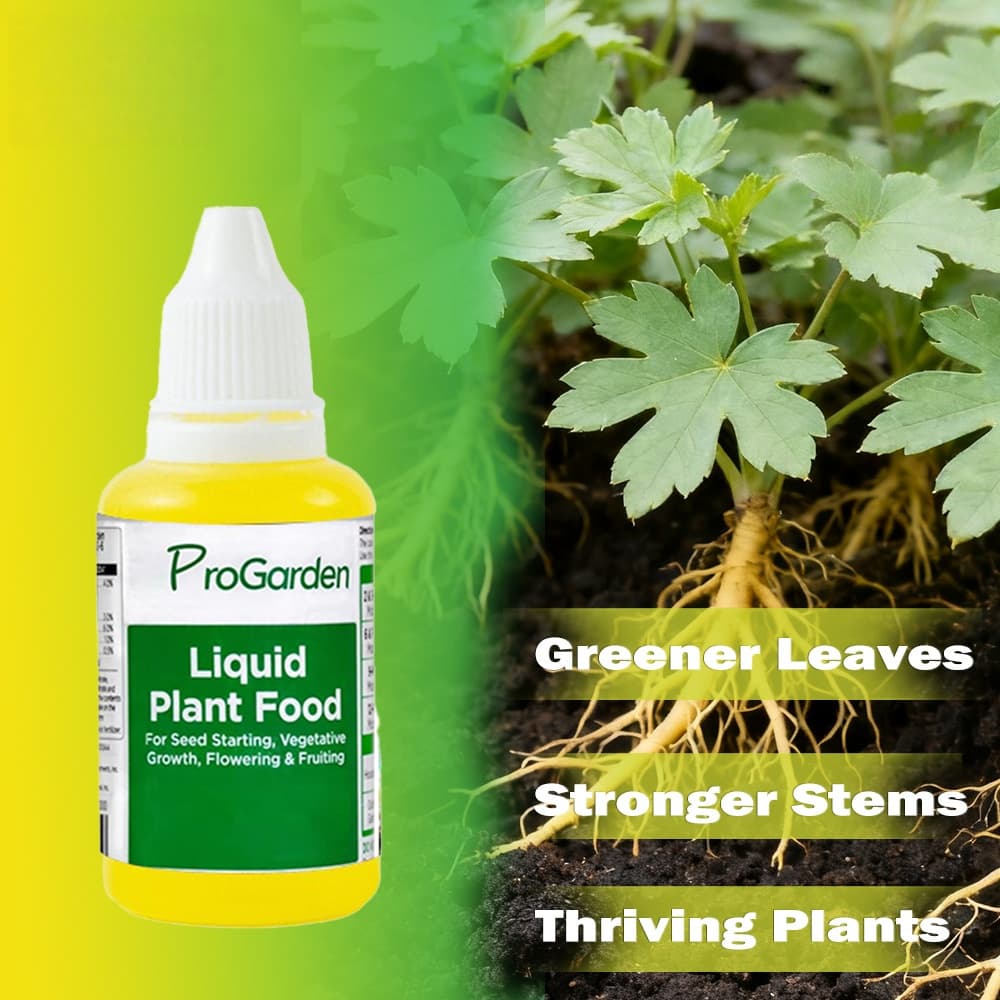 ProGarden
Liquid
Plant Food
For Seed Starting, Vegetative
Growth, Flowering & Fruiting
Greener Leaves
Stronger Stems
Thriving Plants